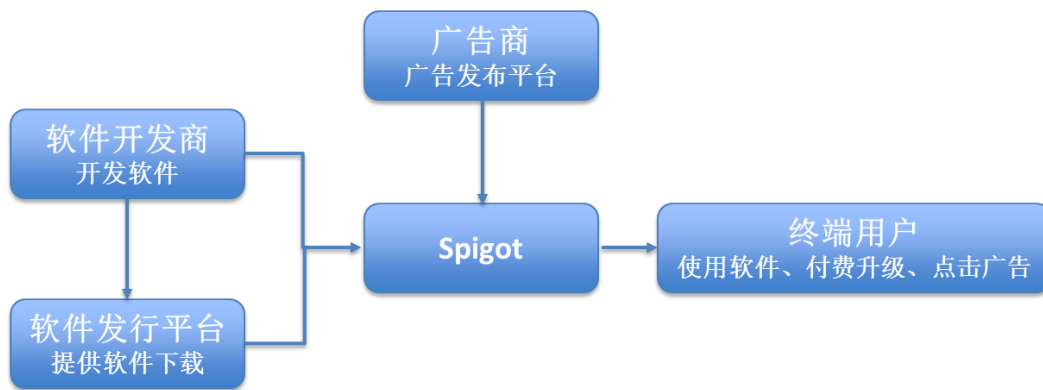 广告商
广告发布平台
软件开发商
开发软件
Spigot
终端用户
使用软件、付费升级、点击广告
软件发行平台
提供软件下载